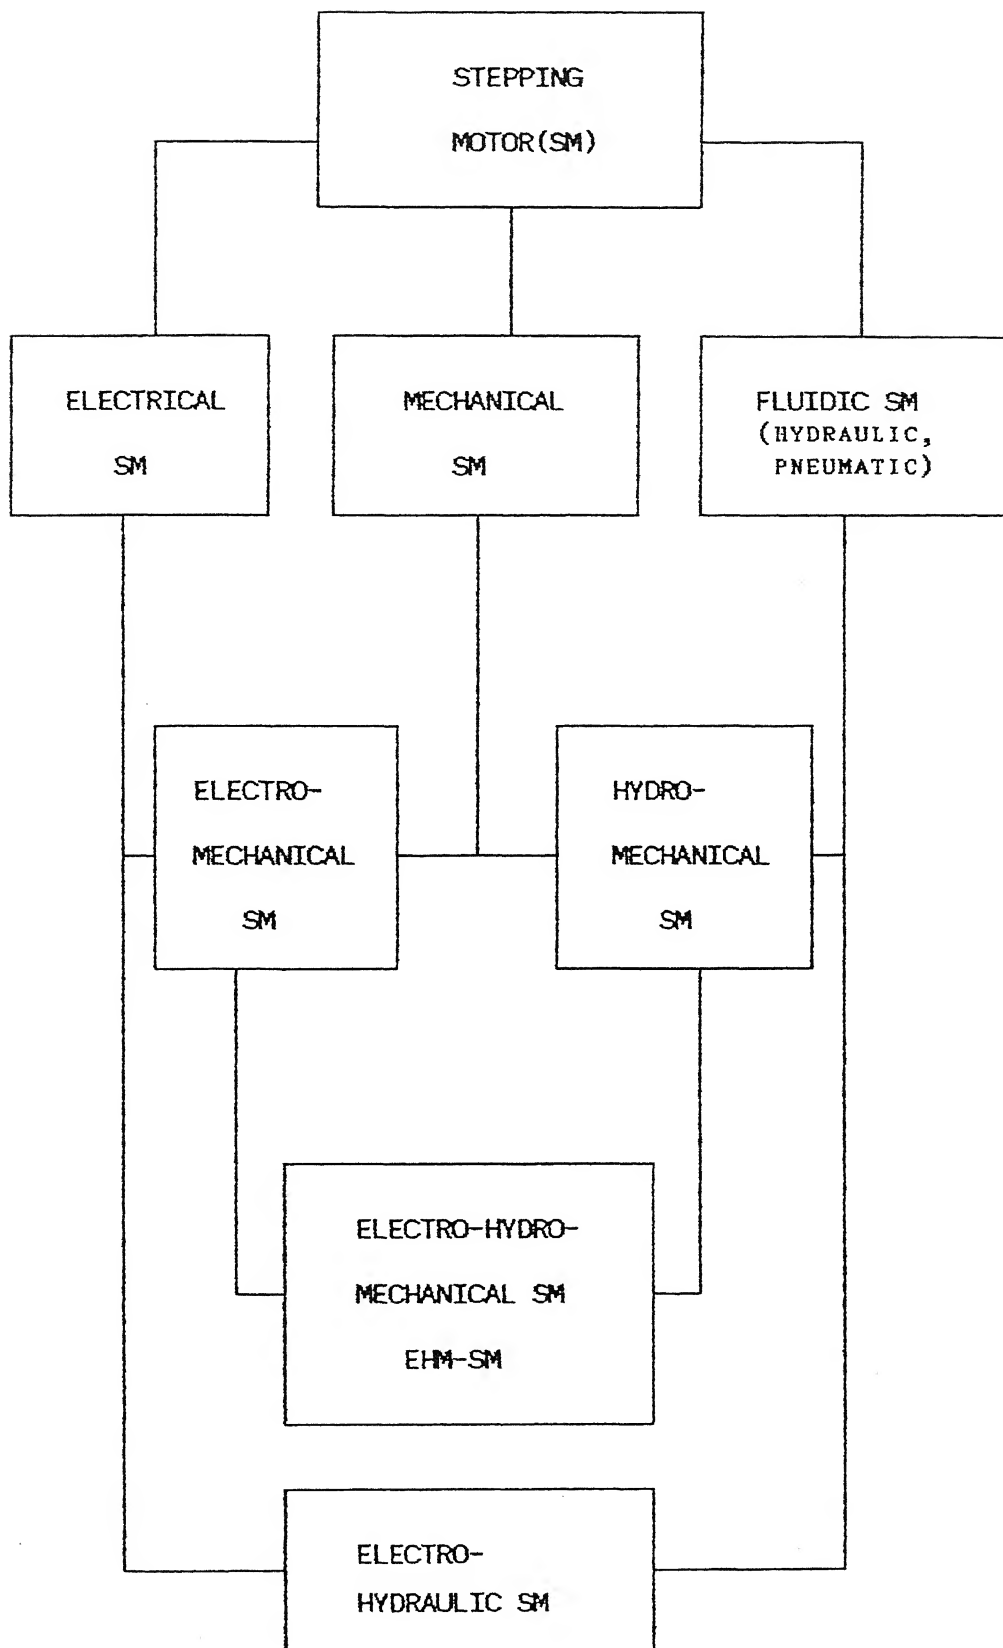 STEPPING
MOTOR(SM)
ELECTRICAL
SM
MECHANICAL
SM
FLUIDIC SM
(HYDRAULIC,
PNEUMATIC)
ELECTRO-
MECHANICAL
SM
HYDRO-
MECHANICAL
SM
ELECTRO-HYDRO-
MECHANICAL SM
EHM-SM
ELECTRO-
HYDRAULIC SM